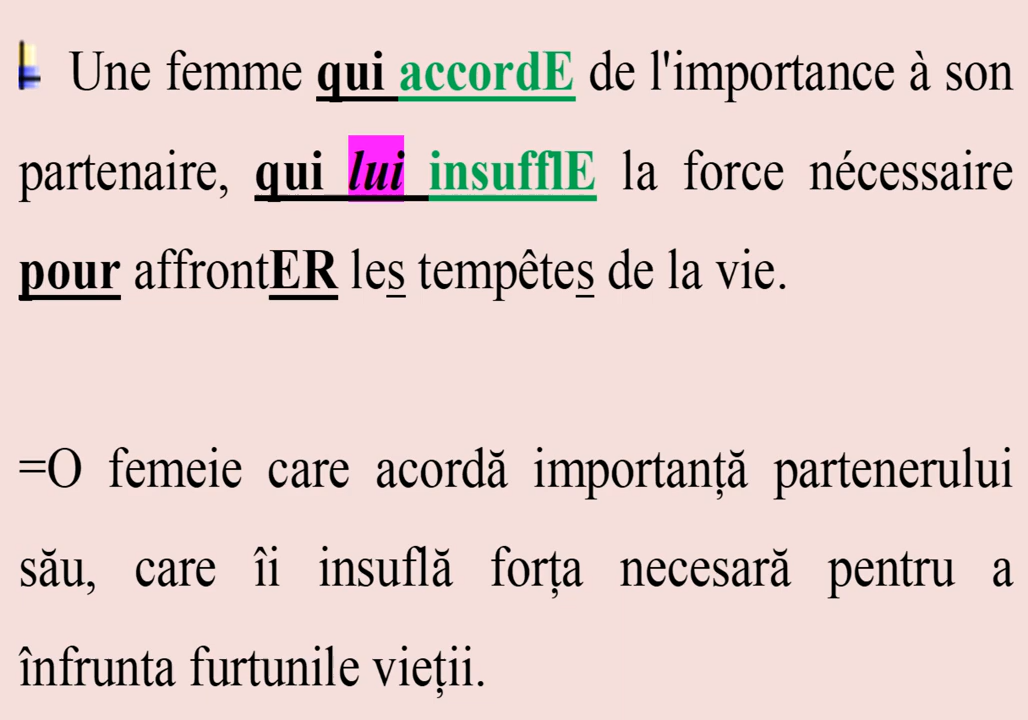 Une femme qui accordE de l'importance à son
partenaire, qui lui insufflE la force nécessaire
pour affrontER les tempêtes de la vie.
=O femeie care acordă importanță partenerului
său, care îi insuflă forța necesară pentru a
înfrunta furtunile vieții.